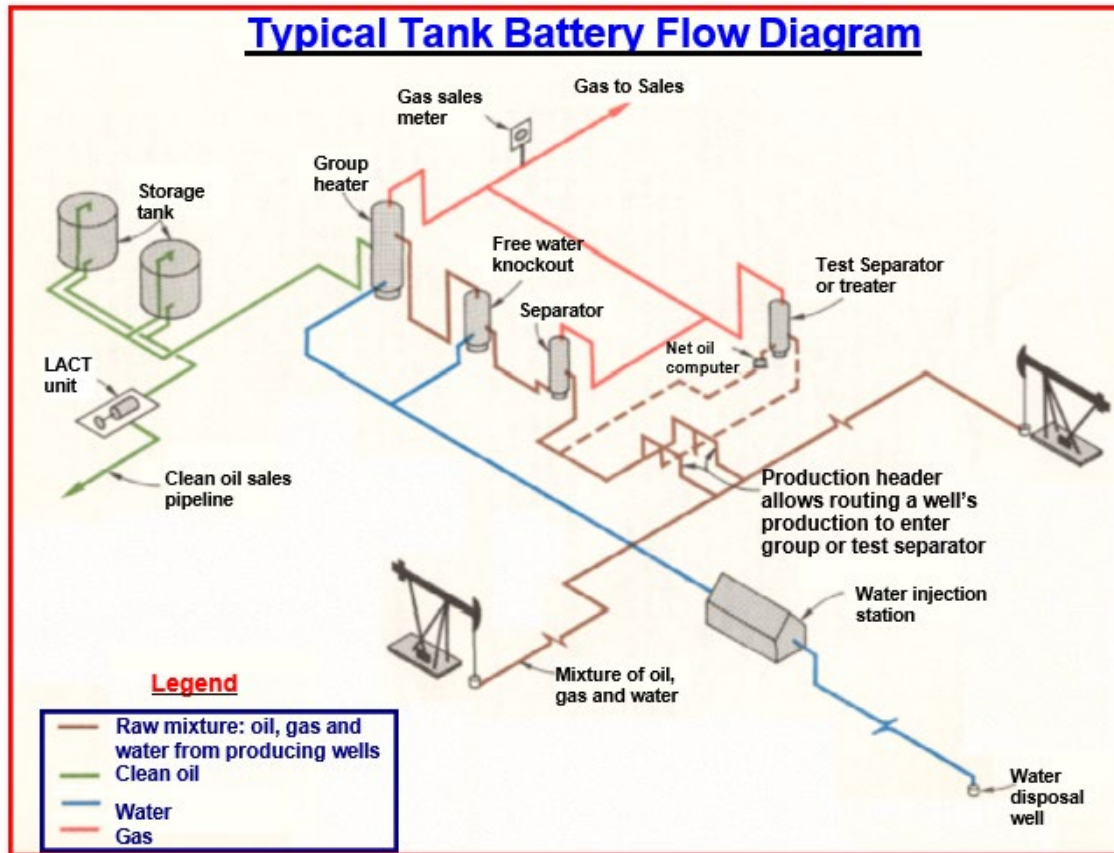 Typical Tank Battery Flow Diagram
Gas to Sales
Gas sales
meter
Group
heater
Storage
tank
Free water
knockout
Test Separator
or treater
Separator
Net oil
computer
LACT
unit
Clean oil sales
pipeline
Production header
allows routing a well's
production to enter
group or test separator
Water injection
station
Mixture of oil,
gas and water
Water
disposal
well
Legend
Raw mixture: oil, gas and
water from producing wells
Clean oil
Water
Gas